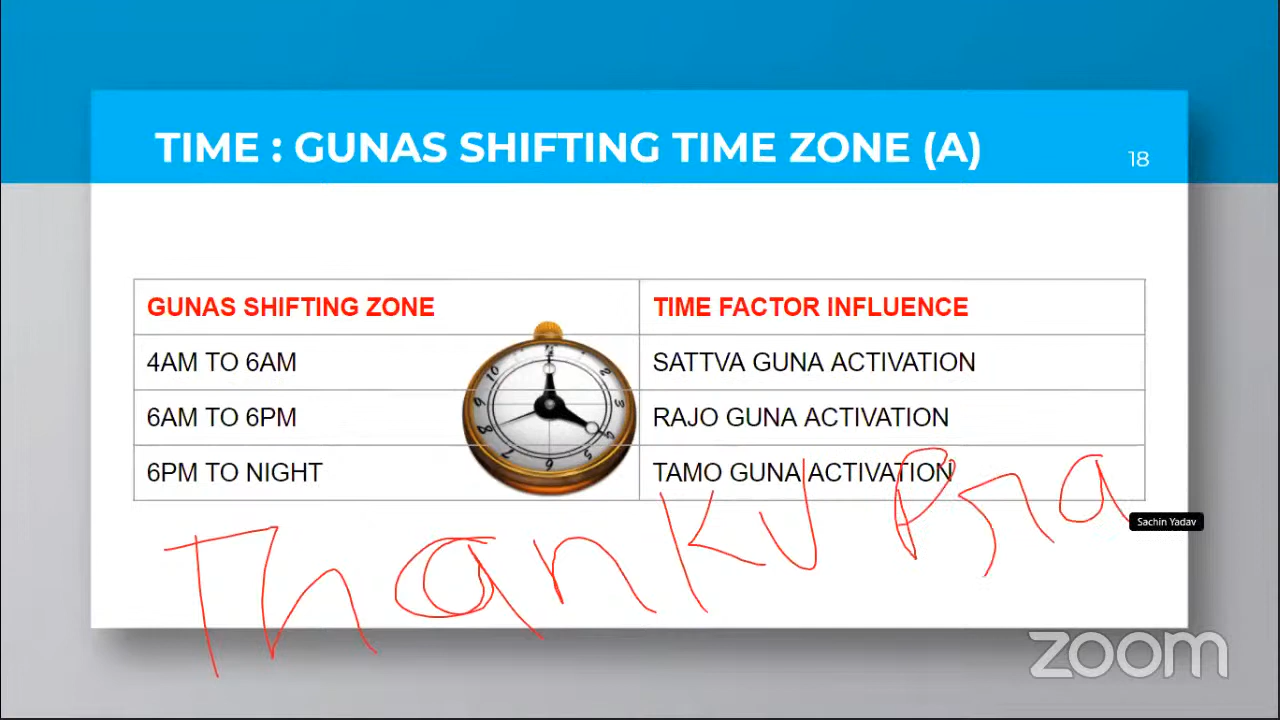 TIME : GUNAS SHIFTING TIME ZONE (A)
18
GUNAS SHIFTING ZONE TIME FACTOR INFLUENCE
4AM TO 6AM SATTVA GUNA ACTIVATION
6AM TO 6PM RAJO GUNA ACTIVATION
6PM TO NIGHT TAMO GUNA ACTIVATION
ThankU
Sachin Yadav
zoom